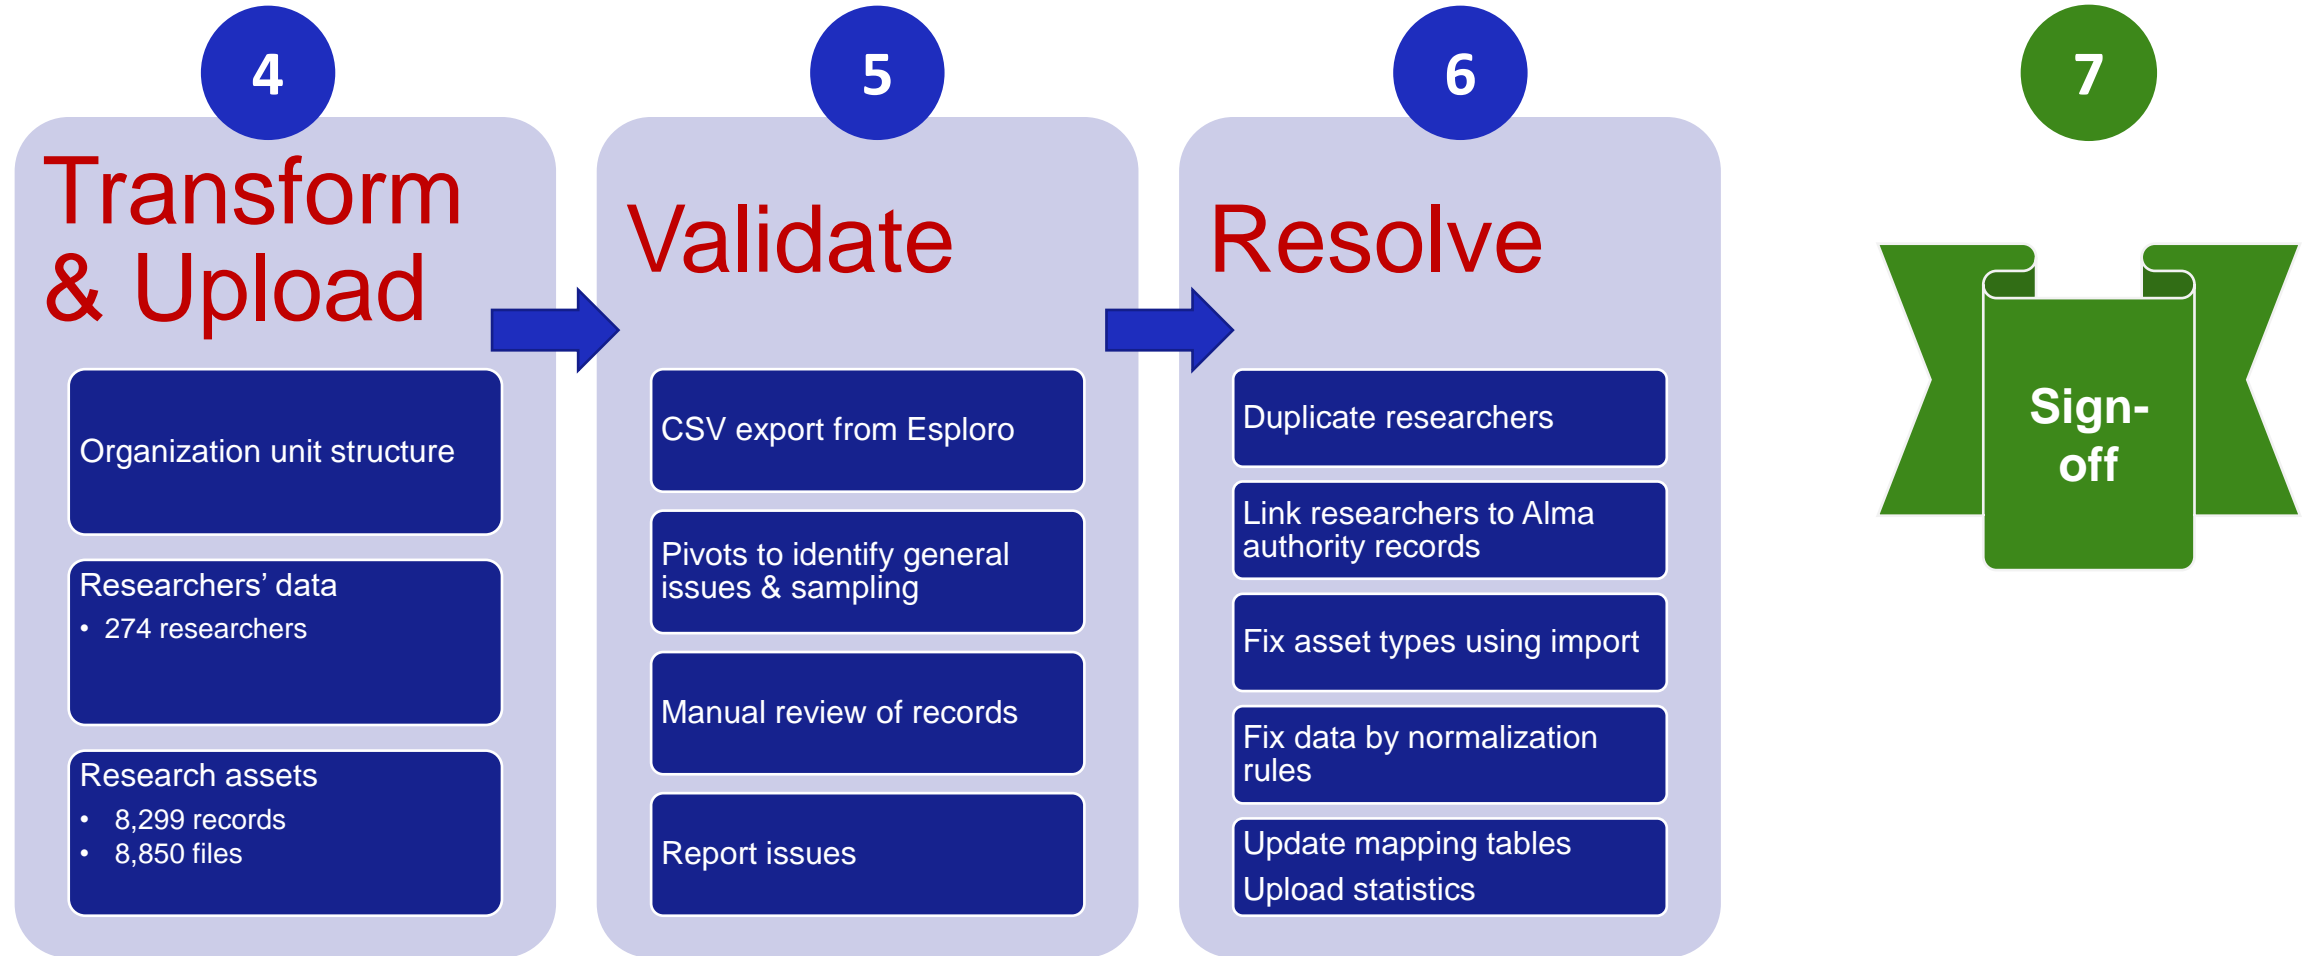 4
Transform
& Upload
Organization unit structure
Researchers’ data
• 274 researchers
Research assets
• 8,299 records
• 8,850 files
5
Validate
CSV export from Esploro
Pivots to identify general
issues & sampling
Manual review of records
Report issues
6
Resolve
Duplicate researchers
Link researchers to Alma
authority records
Fix asset types using import
Fix data by normalization
rules
Update mapping tables
Upload statistics
7
Sign-
off